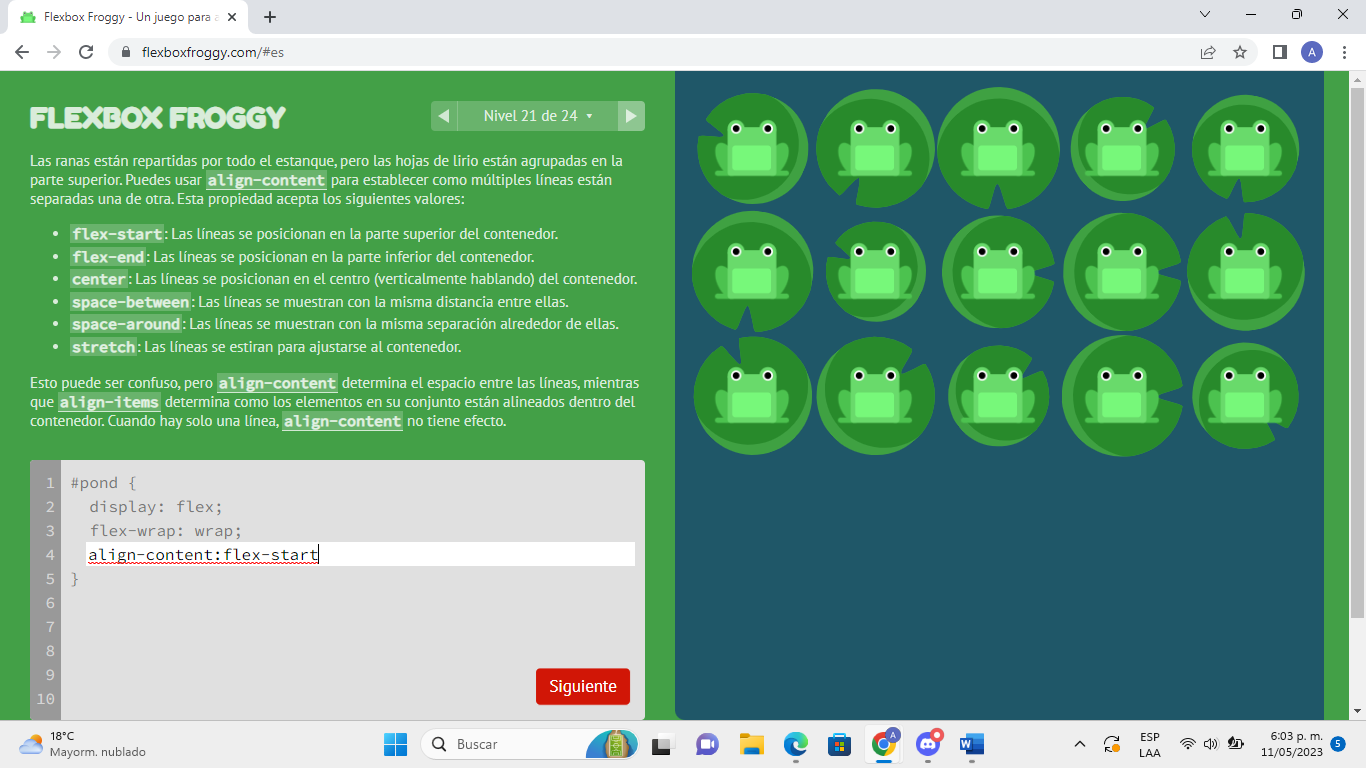 Flexbox Froggy - Un juego para a
flexboxfroggy.com/#es
A
FLEXBOX FROGGY
Nivel 21 de 24
Las ranas están repartidas por todo el estanque, pero las hojas de lirio están agrupadas en la
parte superior. Puedes usar align-content para establecer como múltiples líneas están
separadas una de otra. Esta propiedad acepta los siguientes valores:
• flex-start: Las líneas se posicionan en la parte superior del contenedor.
• flex-end: Las líneas se posicionan en la parte inferior del contenedor.
• center: Las líneas se posicionan en el centro (verticalmente hablando) del contenedor.
• space-between: Las líneas se muestran con la misma distancia entre ellas.
• space-around: Las líneas se muestran con la misma separación alrededor de ellas.
• stretch: Las líneas se estiran para ajustarse al contenedor.
Esto puede ser confuso, pero align-content determina el espacio entre las líneas, mientras
que align-items determina como los elementos en su conjunto están alineados dentro del
contenedor. Cuando hay solo una línea, align-content no tiene efecto.
1 #pond {
2 display: flex;
3 flex-wrap: wrap;
4 align-content:flex-start
5 }
6
7
8
9
10
Siguiente
18°C
Mayorm. nublado
Buscar
A
ESP
LAA
6:03 p. m.
11/05/2023
5